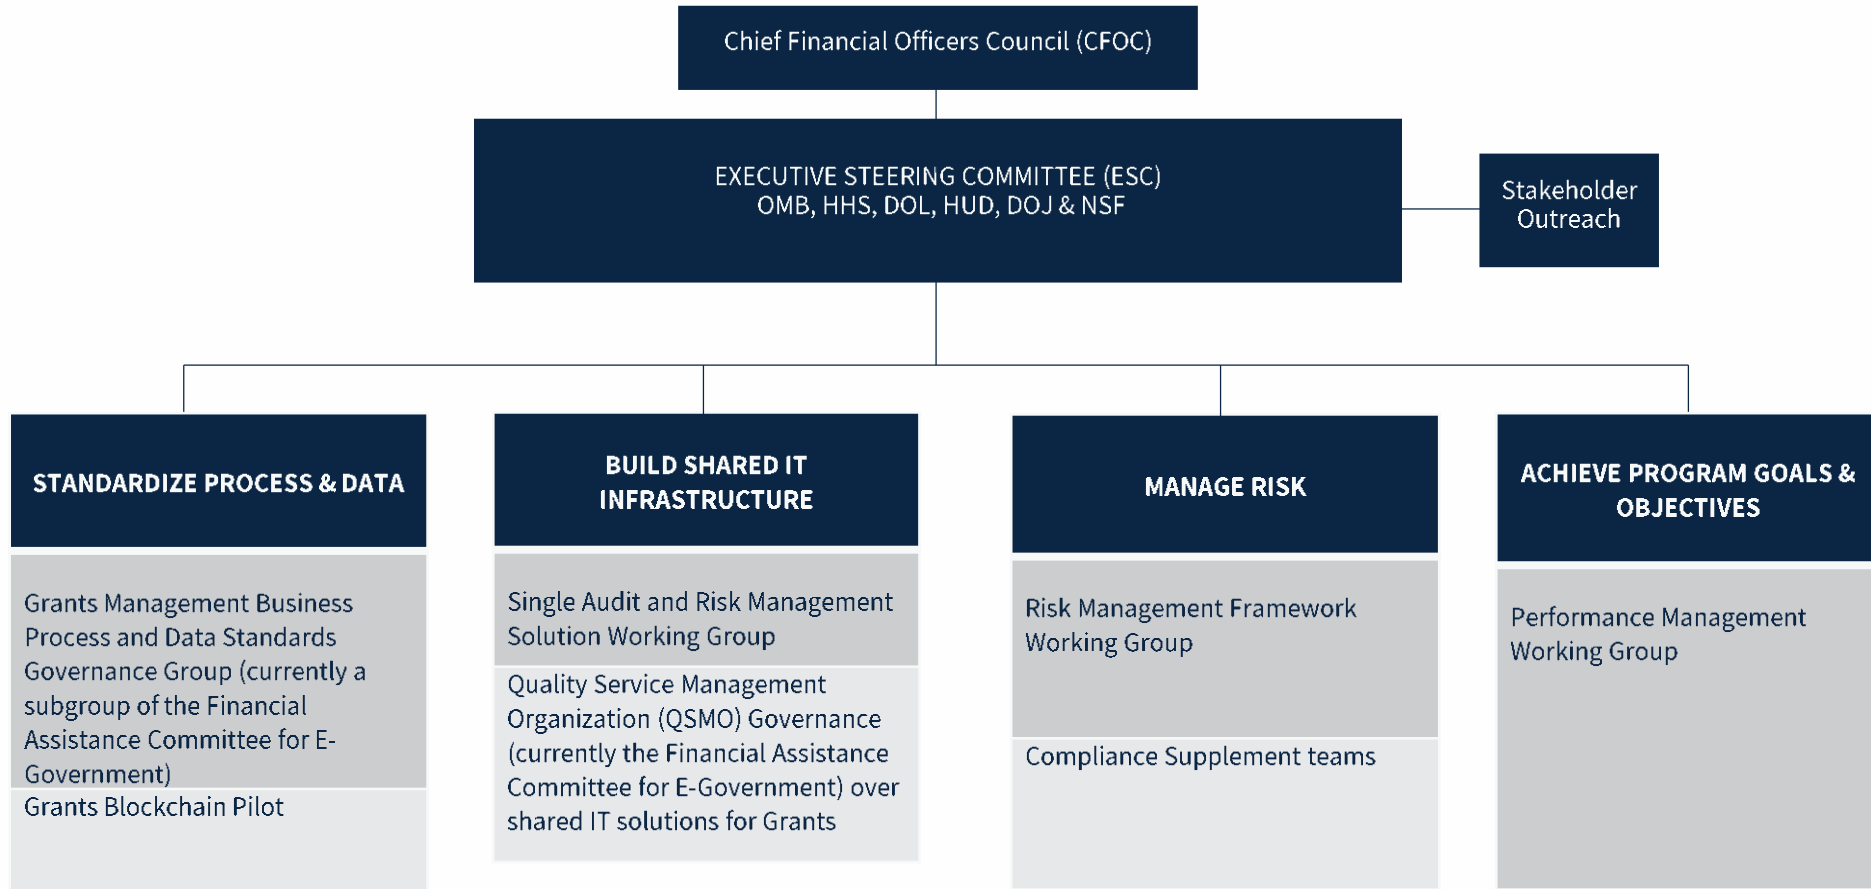 Chief Financial Officers Council (CFOC)
EXECUTIVE STEERING COMMITTEE (ESC)
OMB, HHS, DOL, HUD, DOJ & NSF
Stakeholder
Outreach
STANDARDIZE PROCESS & DATA
Grants Management Business
Process and Data Standards
Governance Group (currently a
subgroup of the Financial
Assistance Committee for E-
Government)
Grants Blockchain Pilot
BUILD SHARED IT
INFRASTRUCTURE
Single Audit and Risk Management
Solution Working Group
Quality Service Management
Organization (QSMO) Governance
(currently the Financial Assistance
Committee for E-Government) over
shared IT solutions for Grants
MANAGE RISK
Risk Management Framework
Working Group
Compliance Supplement teams
ACHIEVE PROGRAM GOALS &
OBJECTIVES
Performance Management
Working Group